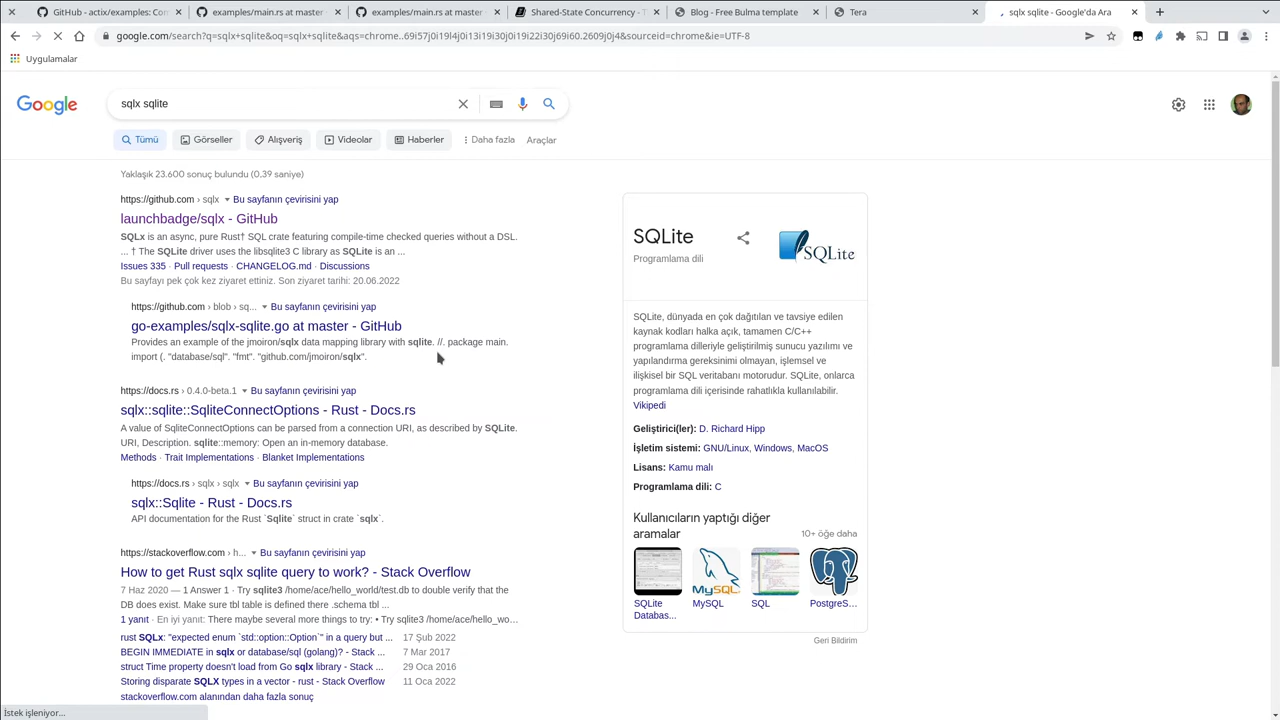 GitHub - actix/examples: Com
examples/main.rs at master ·
examples/main.rs at master ·
Shared-State Concurrency - T
Blog - Free Bulma template
Tera
sqlx sqlite - Google'da Ara
google.com/search?q=sqlx+sqlite&oq=sqlx+sqlite&aqs=chrome..69i57j0i19l4j0i13i19i30j0i19i22i30j69i60.2609j0j4&sourceid=chrome&ie=UTF-8
Uygulamalar
Google
sqlx sqlite
Tümü
Görseller
Alışveriş
Videolar
Haberler
Daha fazla
Araçlar
Yaklaşık 23.600 sonuç bulundu (0,39 saniye)
https://github.com › sqlx Bu sayfanın çevirisini yap
launchbadge/sqlx - GitHub
SQLx is an async, pure Rust† SQL crate featuring compile-time checked queries without a DSL.
... † The SQLite driver uses the libsqlite3 C library as SQLite is an ...
Issues 335 · Pull requests · CHANGELOG.md · Discussions
Bu sayfayı pek çok kez ziyaret ettiniz. Son ziyaret tarihi: 20.06.2022
https://github.com › blob › sq... Bu sayfanın çevirisini yap
go-examples/sqlx-sqlite.go at master - GitHub
Provides an example of the jmoiron/sqlx data mapping library with sqlite. //. package main.
import (. "database/sql". "fmt". "github.com/jmoiron/sqlx".
https://docs.rs › 0.4.0-beta.1 Bu sayfanın çevirisini yap
sqlx::sqlite::SqliteConnectOptions - Rust - Docs.rs
A value of SqliteConnectOptions can be parsed from a connection URI, as described by SQLite.
URI, Description. sqlite::memory: Open an in-memory database.
Methods · Trait Implementations · Blanket Implementations
https://docs.rs › sqlx › sqlx Bu sayfanın çevirisini yap
sqlx::Sqlite - Rust - Docs.rs
API documentation for the Rust `Sqlite` struct in crate `sqlx`.
https://stackoverflow.com › h... Bu sayfanın çevirisini yap
How to get Rust sqlx sqlite query to work? - Stack Overflow
7 Haz 2020 — 1 Answer 1 · Try sqlite3 /home/ace/hello_world/test.db to double verify that the
DB does exist. Make sure tbl table is defined there .schema tbl ...
1 yanıt · En iyi yanıt: There maybe several more things to try: • Try sqlite3 /home/ace/hello_wo…
rust SQLx: "expected enum `std::option::Option`" in a query but ... 17 Şub 2022
BEGIN IMMEDIATE in sqlx or database/sql (golang)? - Stack ... 7 Mar 2017
struct Time property doesn't load from Go sqlx library - Stack ... 29 Oca 2016
Storing disparate SQLX types in a vector - rust - Stack Overflow 11 Oca 2022
stackoverflow.com alanından daha fazla sonuç
SQLite
Programlama dili
SQLite
SQLite, dünyada en çok dağıtılan ve tavsiye edilen
kaynak kodları halka açık, tamamen C/C++
programlama dilleriyle geliştirilmiş sunucu yazılımı ve
yapılandırma gereksinimi olmayan, işlemsel ve
ilişkisel bir SQL veritabanı motorudur. SQLite, onlarca
programlama dili içerisinde rahatlıkla kullanılabilir.
Vikipedi
Geliştirici(ler): D. Richard Hipp
İşletim sistemi: GNU/Linux, Windows, MacOS
Lisans: Kamu malı
Programlama dili: C
Kullanıcıların yaptığı diğer
aramalar
10+ öğe daha
MySQL
SQLite
Databas...
MySQL
SQL
PostgreS...
Geri Bildirim
İstek işleniyor...